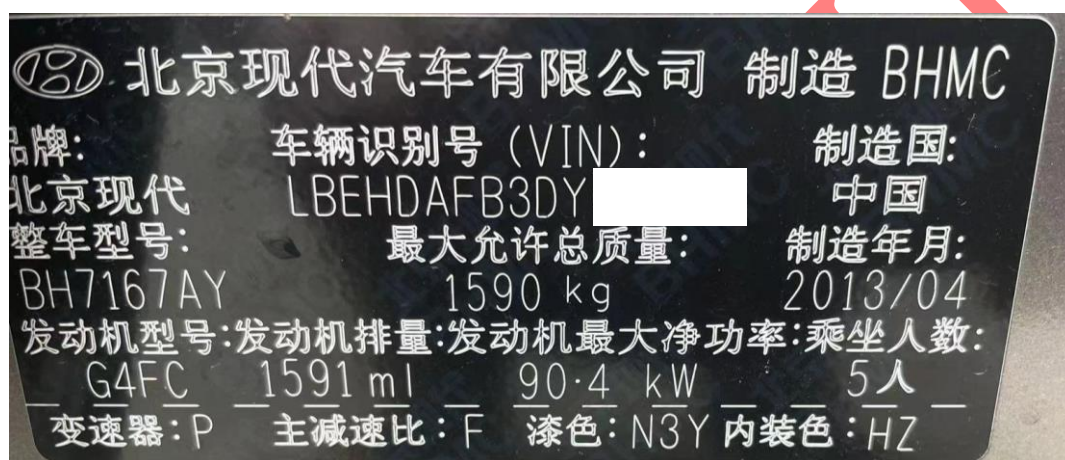 北京现代汽车有限公司 制造 BHMC
品牌: 车辆识别号 (VIN): 制造国:
北京现代 LBEHDAFB3DY 中国
整车型号: 最大允许总质量: 制造年月:
BH7167AY 1590 kg 2013/04
发动机型号:发动机排量:发动机最大净功率:乘坐人数:
G4FC 1591 ml 90·4 kW 5人
变速器:P 主减速比:F 漆色:N3Y 内装色:HZ